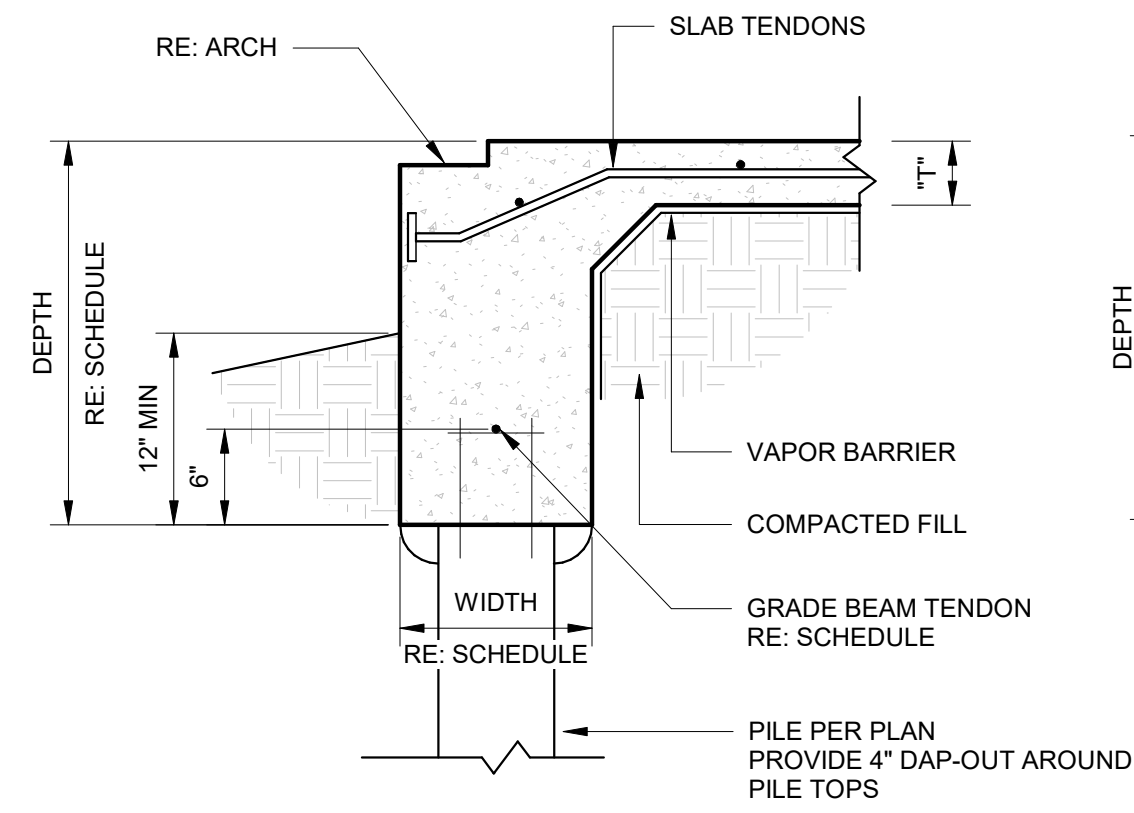 SLAB TENDONS
RE: ARCH
"T"
DEPTH
RE: SCHEDULE
12" MIN
6"
DEPTH
VAPOR BARRIER
COMPACTED FILL
GRADE BEAM TENDON
RE: SCHEDULE
WIDTH
RE: SCHEDULE
PILE PER PLAN
PROVIDE 4" DAP-OUT AROUND
PILE TOPS